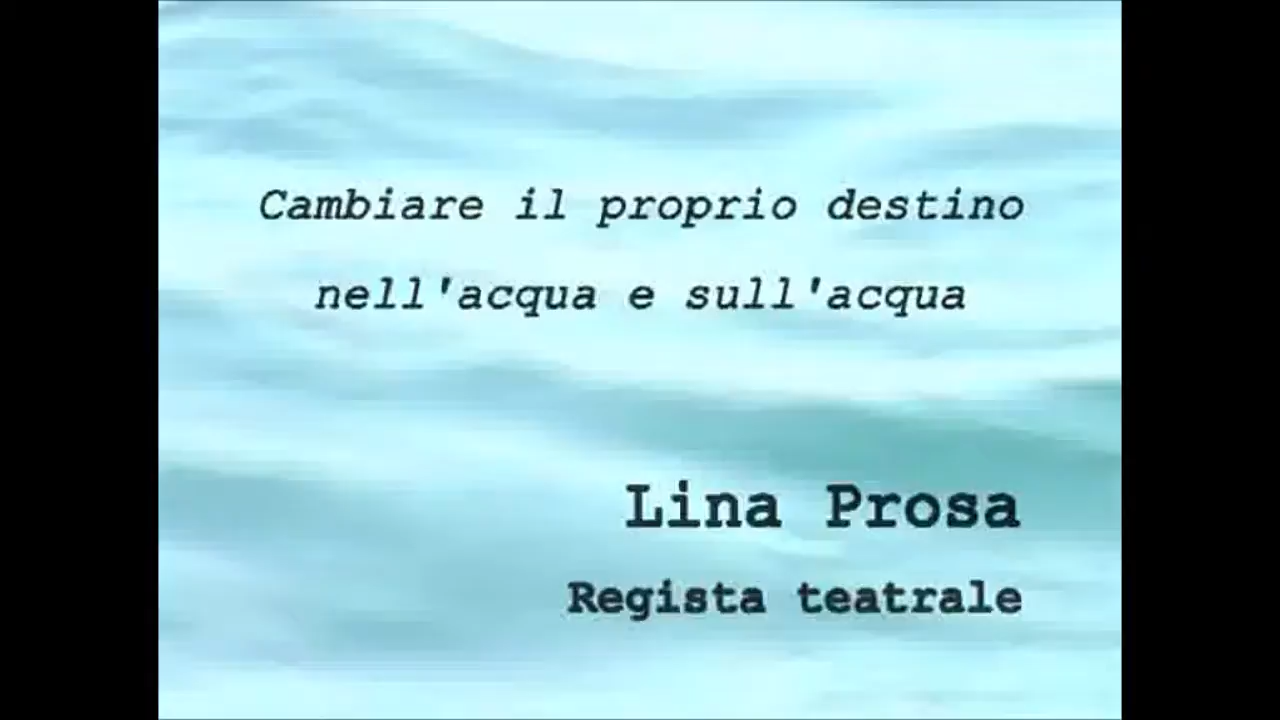 Cambiare il proprio destino
nell'acqua e sull'acqua
Lina Prosa
Regista teatrale